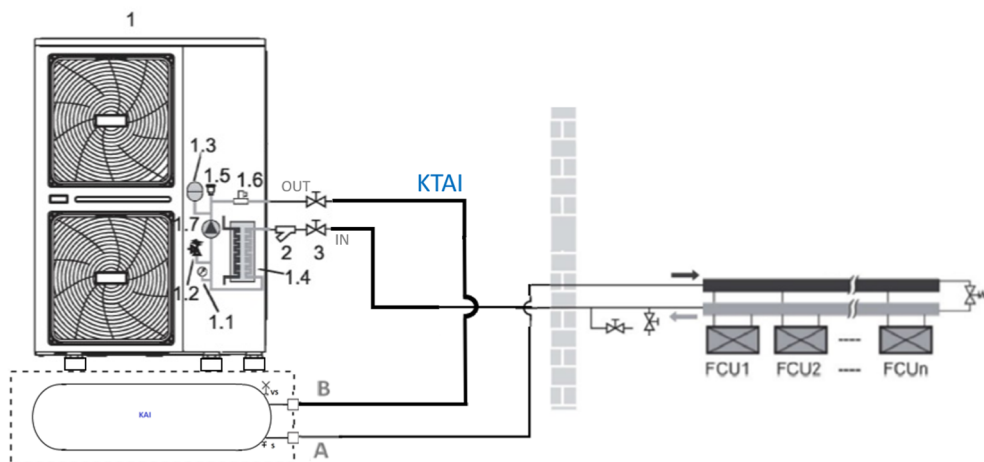 1
1.3
1.5
1.6
OUT
KTAI
1.7
2
3
IN
1.4
1.2
1.1
FCU1
FCU2
----
FCUn
----
B
vs
KAI
s
A